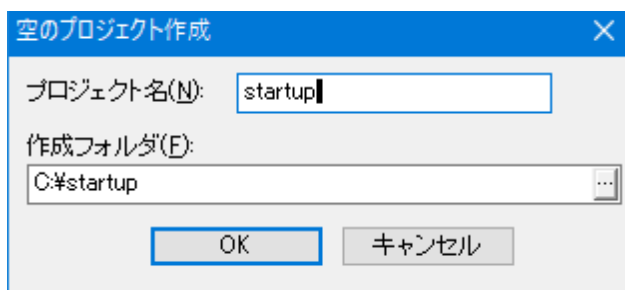 空のプロジェクト作成
プロジェクト名(N): startup
作成フォルダ(F):
C:¥startup
...
OK キャンセル